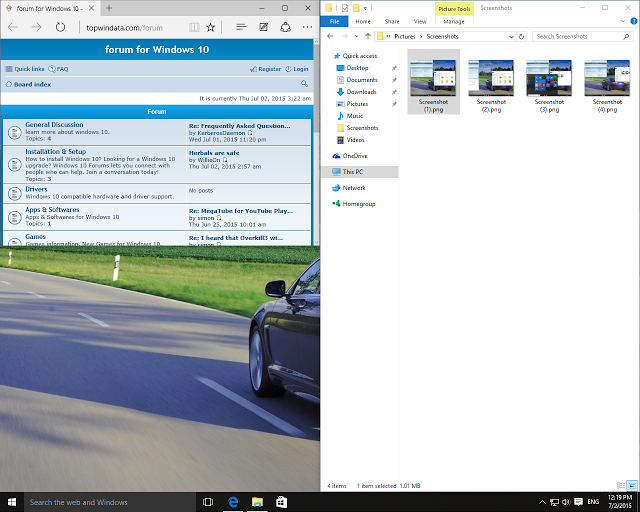 forum for Windows 10 -
topwindata.com/forum
forum for Windows 10
Quick links
FAQ
Register
Login
Board index
It is currently Thu Jul 02, 2015 3:22 am
Forum
General Discussion
learn more about windows 10.
Topics: 4
Re: Frequently Asked Question...
by KerberosDaemon
Wed Jul 01, 2015 11:20 pm
Installation & Setup
How to install Windows 10? Looking for a Windows 10
upgrade? Windows 10 Forums lets you connect with
people who can help. Join a conversation today!
Topics: 3
Herbals are safe
by WillieDn
Thu Jul 02, 2015 2:57 am
Drivers
Windows 10 compatible hardware and driver support.
No posts
Apps & Softwares
Apps & Softwares for Windows 10
Topics: 1
Re: MegaTube for YouTube Play...
by simon
Thu Jun 25, 2015 10:01 am
Games
Games information, New Games for Windows 10.
Re: I heard that Overkill3 wi...
by simon
Picture Tools
Screenshots
File
Home
Share
View
Manage
Pictures
Screenshots
Search Screenshots
Quick access
Desktop
Documents
Downloads
Pictures
Music
Screenshots
Videos
OneDrive
This PC
Network
Homegroup
Screenshot
(1).png
Screenshot
(2).png
Screenshot
(3).png
Screenshot
(4).png
4 items
1 item selected 1.01 MB
Search the web and Windows
ENG
12:19 PM
7/2/2015